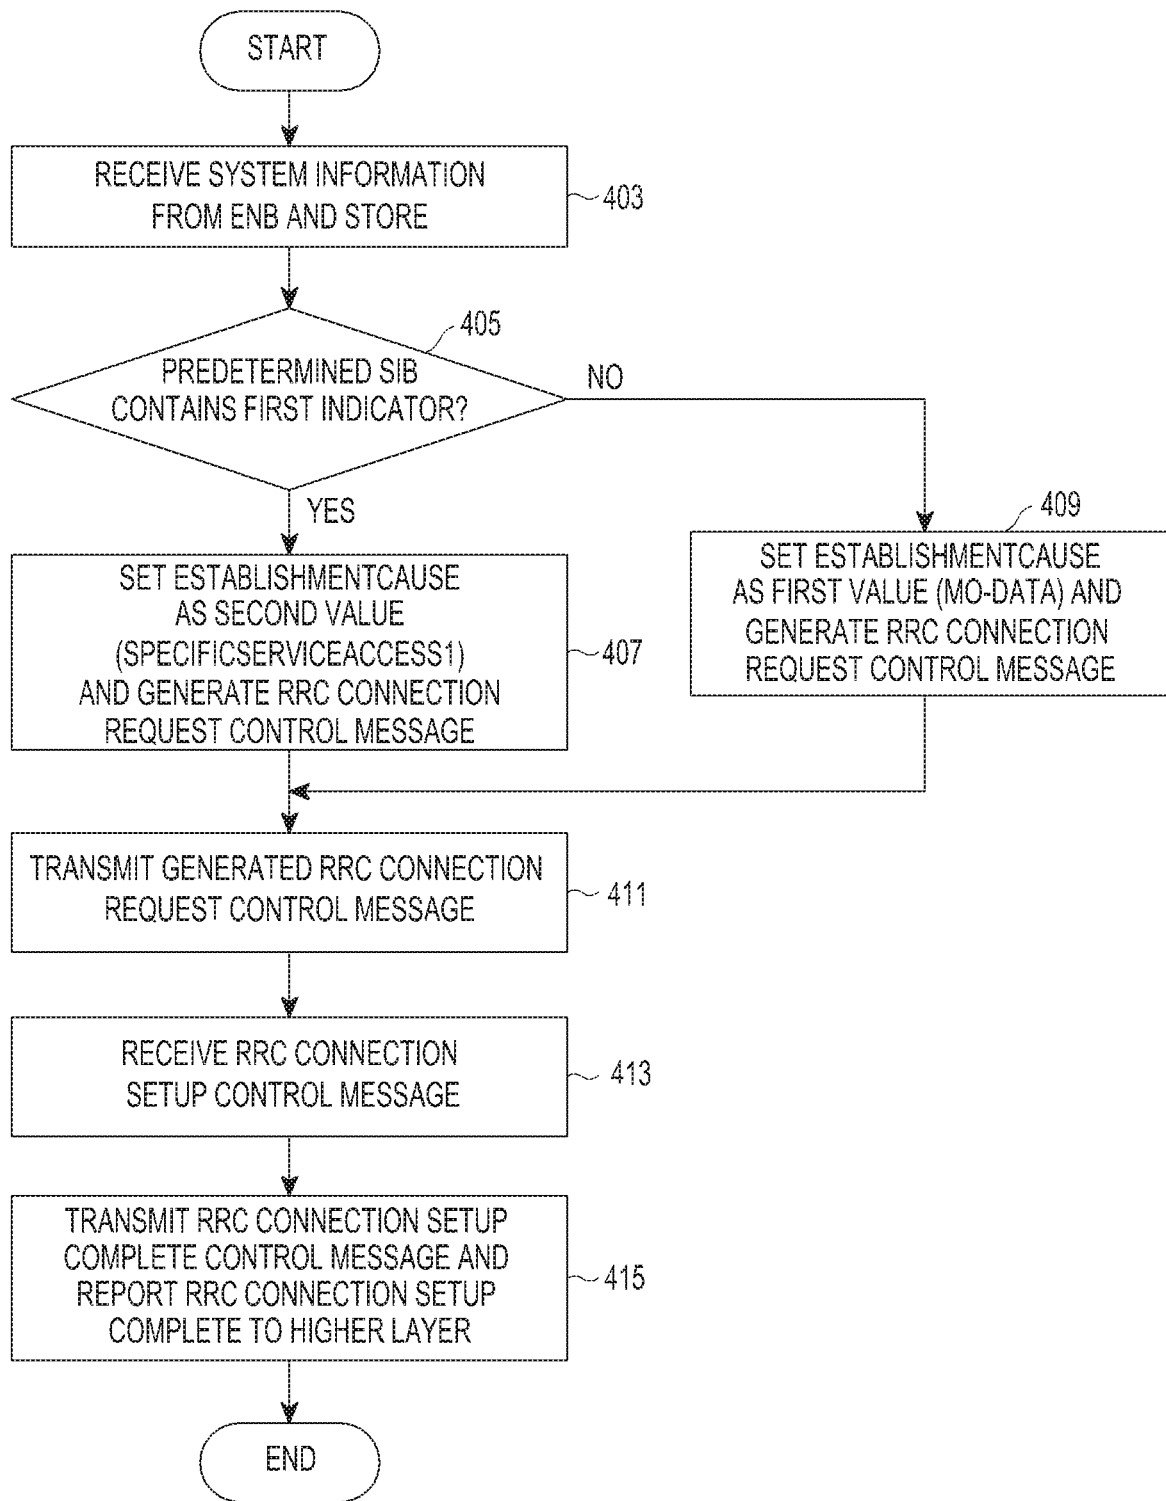 START
RECEIVE SYSTEM INFORMATION
FROM ENB AND STORE
403
405
PREDETERMINED SIB
CONTAINS FIRST INDICATOR?
NO
YES
409
SET ESTABLISHMENTCAUSE
AS SECOND VALUE
(SPECIFICSERVICEACCESS1)
AND GENERATE RRC CONNECTION
REQUEST CONTROL MESSAGE
407
SET ESTABLISHMENTCAUSE
AS FIRST VALUE (MO-DATA) AND
GENERATE RRC CONNECTION
REQUEST CONTROL MESSAGE
TRANSMIT GENERATED RRC CONNECTION
REQUEST CONTROL MESSAGE
411
RECEIVE RRC CONNECTION
SETUP CONTROL MESSAGE
413
TRANSMIT RRC CONNECTION SETUP
COMPLETE CONTROL MESSAGE AND
REPORT RRC CONNECTION SETUP
COMPLETE TO HIGHER LAYER
415
END